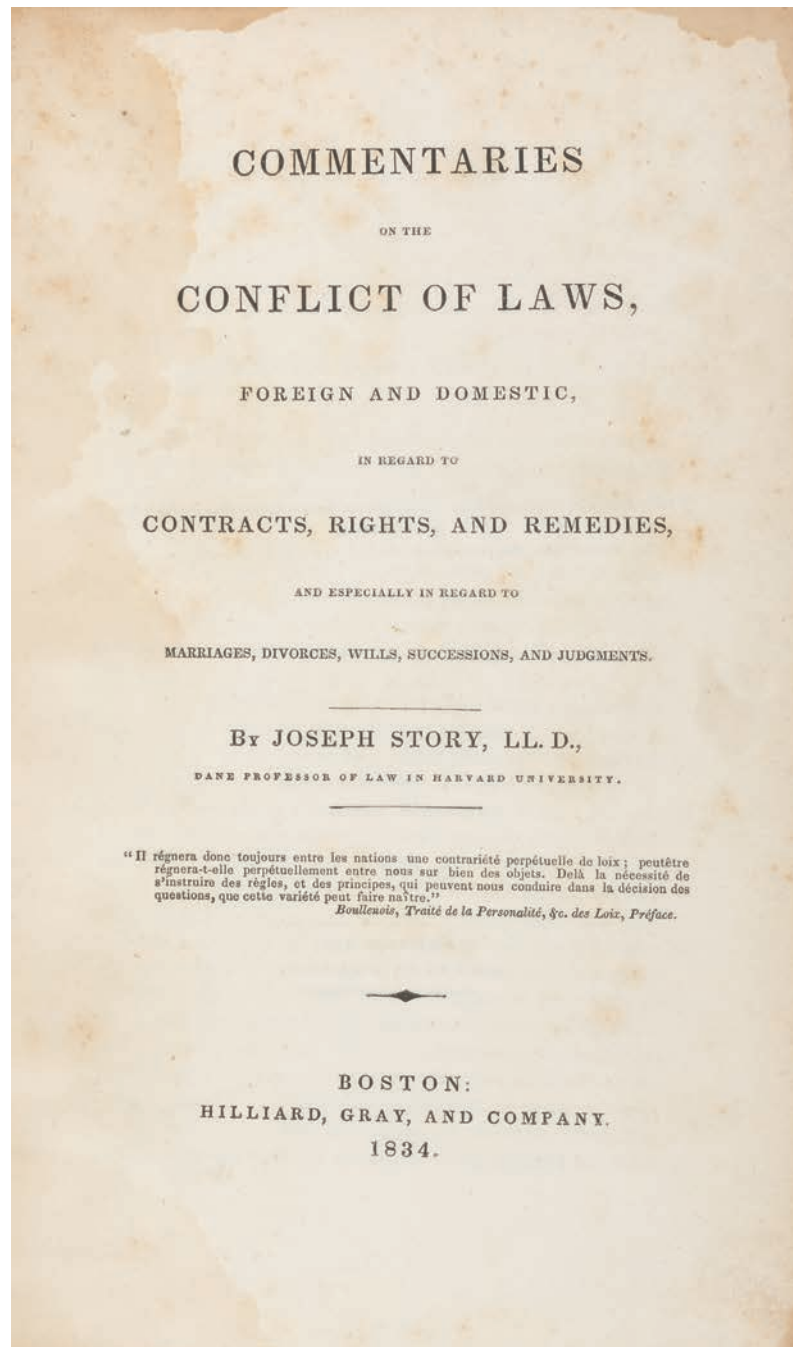 COMMENTARIES
ON THE
CONFLICT OF LAWS,
FOREIGN AND DOMESTIC,
IN REGARD TO
CONTRACTS, RIGHTS, AND REMEDIES,
AND ESPECIALLY IN REGARD TO
MARRIAGES, DIVORCES, WILLS, SUCCESSIONS, AND JUDGMENTS.
By JOSEPH STORY, LL. D.,
DANE PROFESSOR OF LAW IN HARVARD UNIVERSITY.
“Il régnera donc toujours entre les nations une contrariété perpétuelle de loix; peutêtre
régnera-t-elle perpétuellement entre nous sur bien des objets. Delà la nécessité de
s'instruire des règles, et des principes, qui peuvent nous conduire dans la décision des
questions, que cette variété peut faire naître.”
Boullenois, Traité de la Personalité, &c. des Loix, Préface.
BOSTON:
HILLIARD, GRAY, AND COMPANY.
1834.